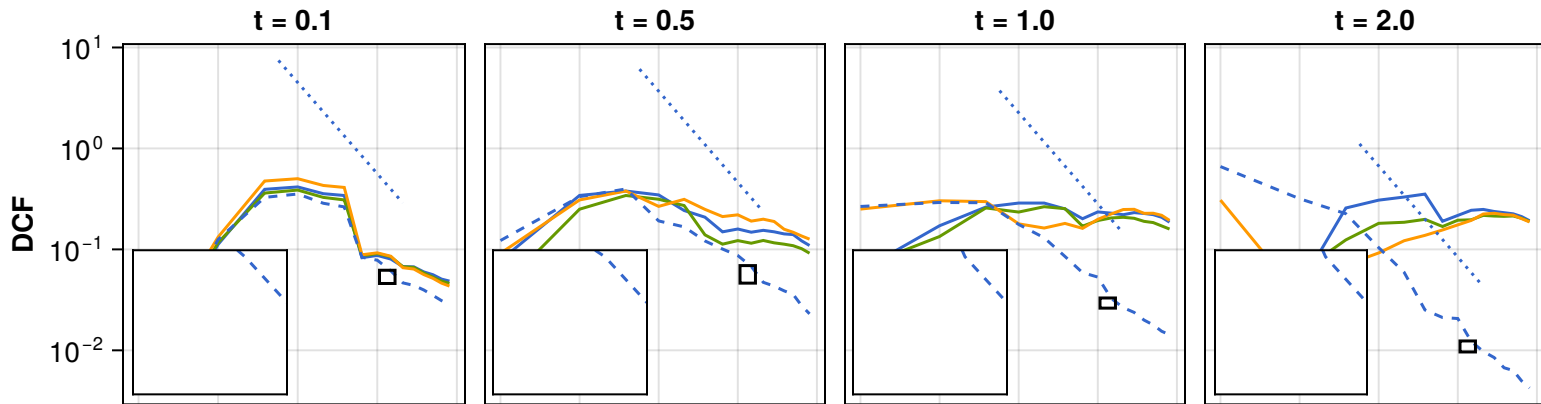 t = 0.1 t = 0.5 t = 1.0 t = 2.0
10¹
10⁰
10⁻¹
10⁻²
DCF